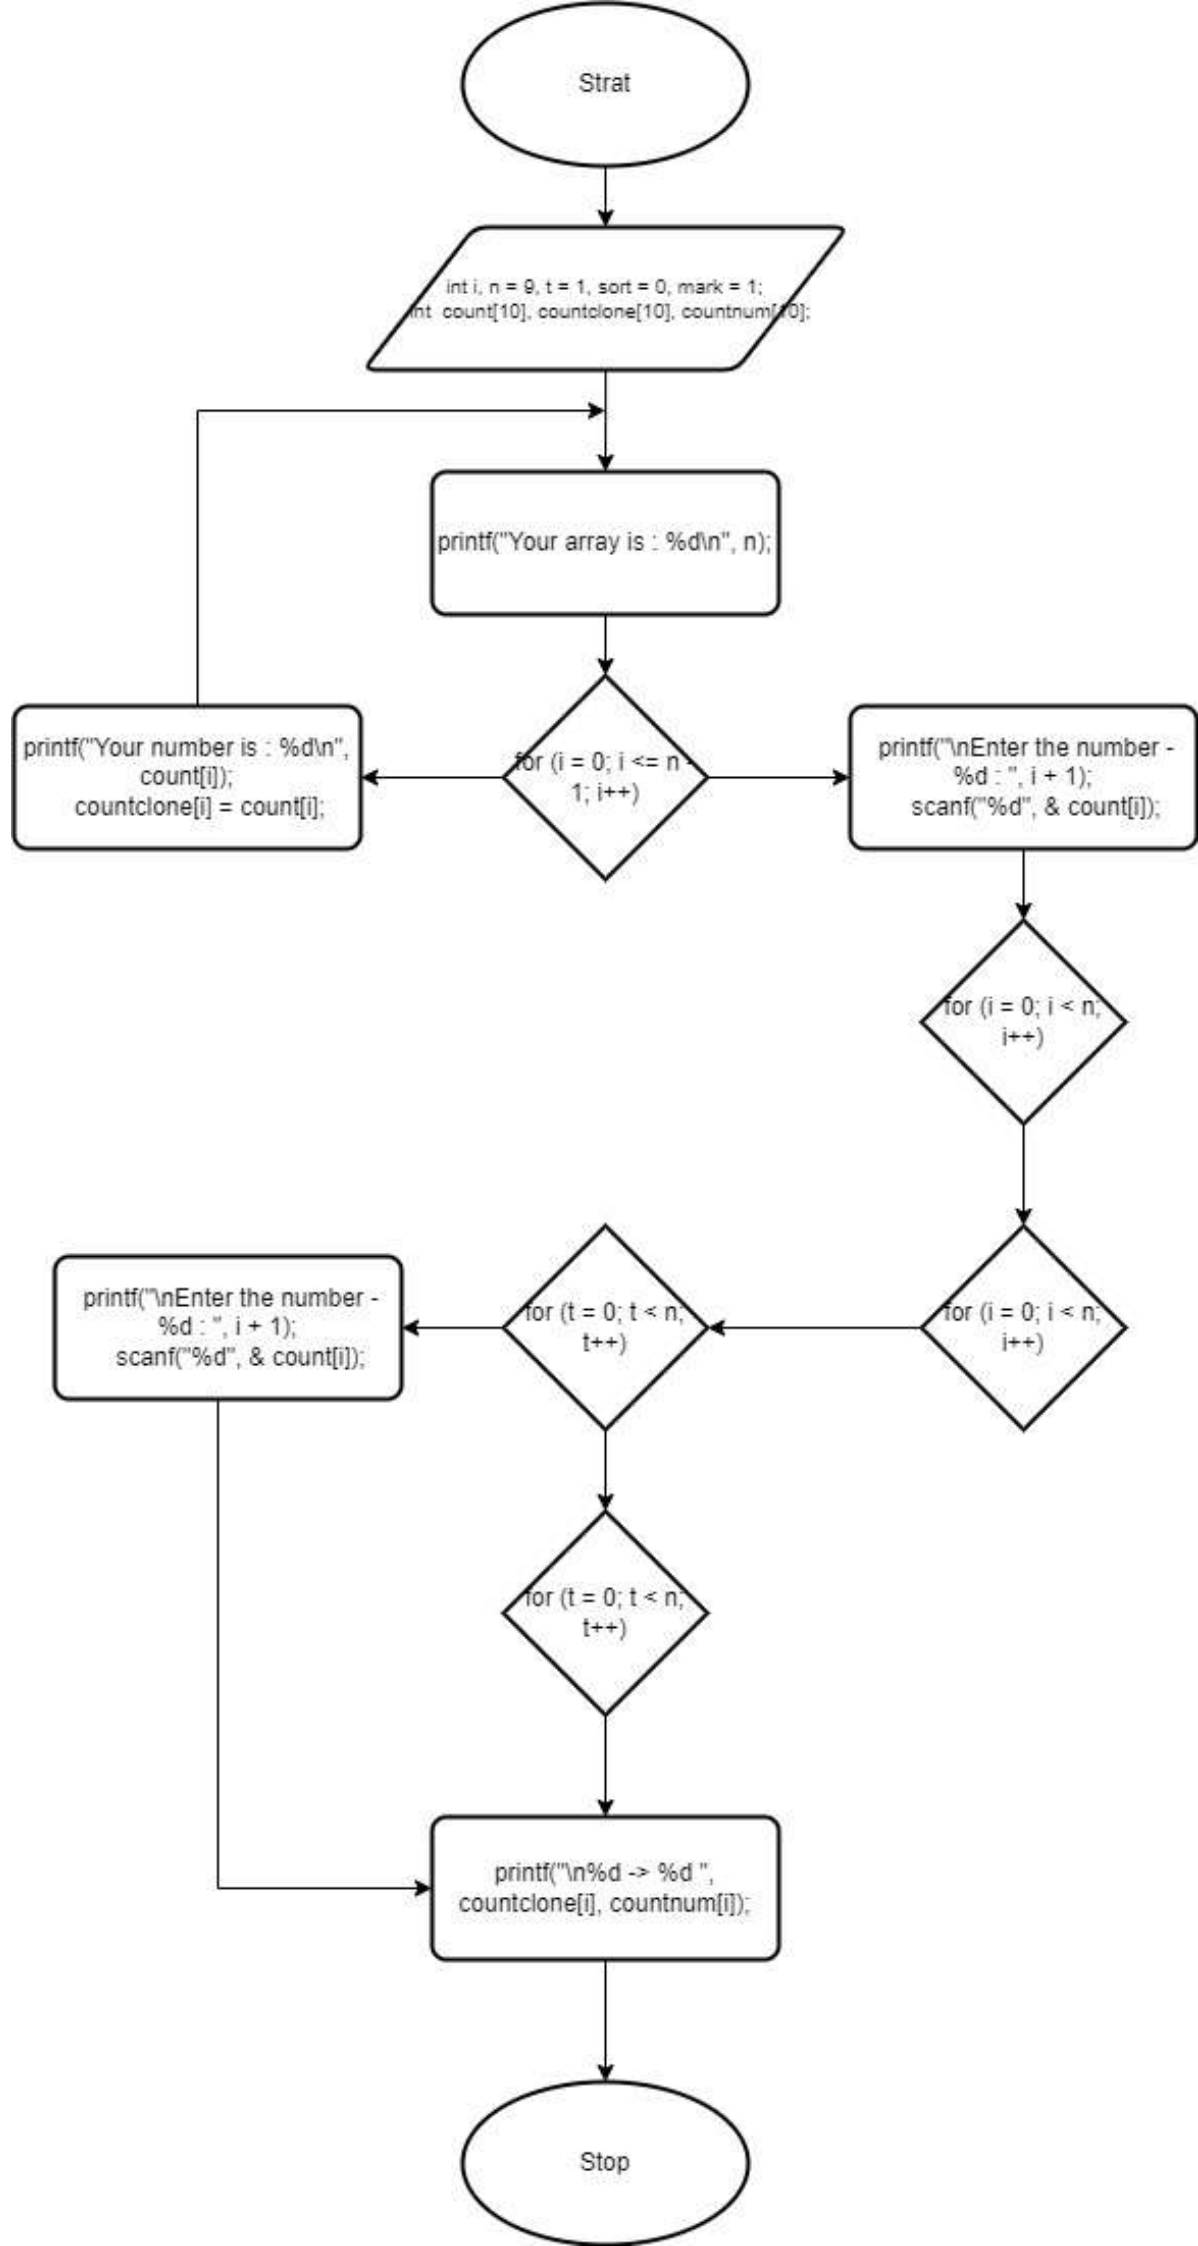 Strat
int i, n = 9, t = 1, sort = 0, mark = 1;
int  count[10], countclone[10], countnum[10];
printf("Your array is : %d\n", n);
printf("Your number is : %d\n",
count[i]);
countclone[i] = count[i];
for (i = 0; i <= n -
1; i++)
printf("\nEnter the number -
%d : ", i + 1);
scanf("%d", & count[i]);
for (i = 0; i < n;
i++)
printf("\nEnter the number -
%d : ", i + 1);
scanf("%d", & count[i]);
for (t = 0; t < n;
t++)
for (i = 0; i < n;
i++)
for (t = 0; t < n;
t++)
printf("\n%d -> %d ",
countclone[i], countnum[i]);
Stop